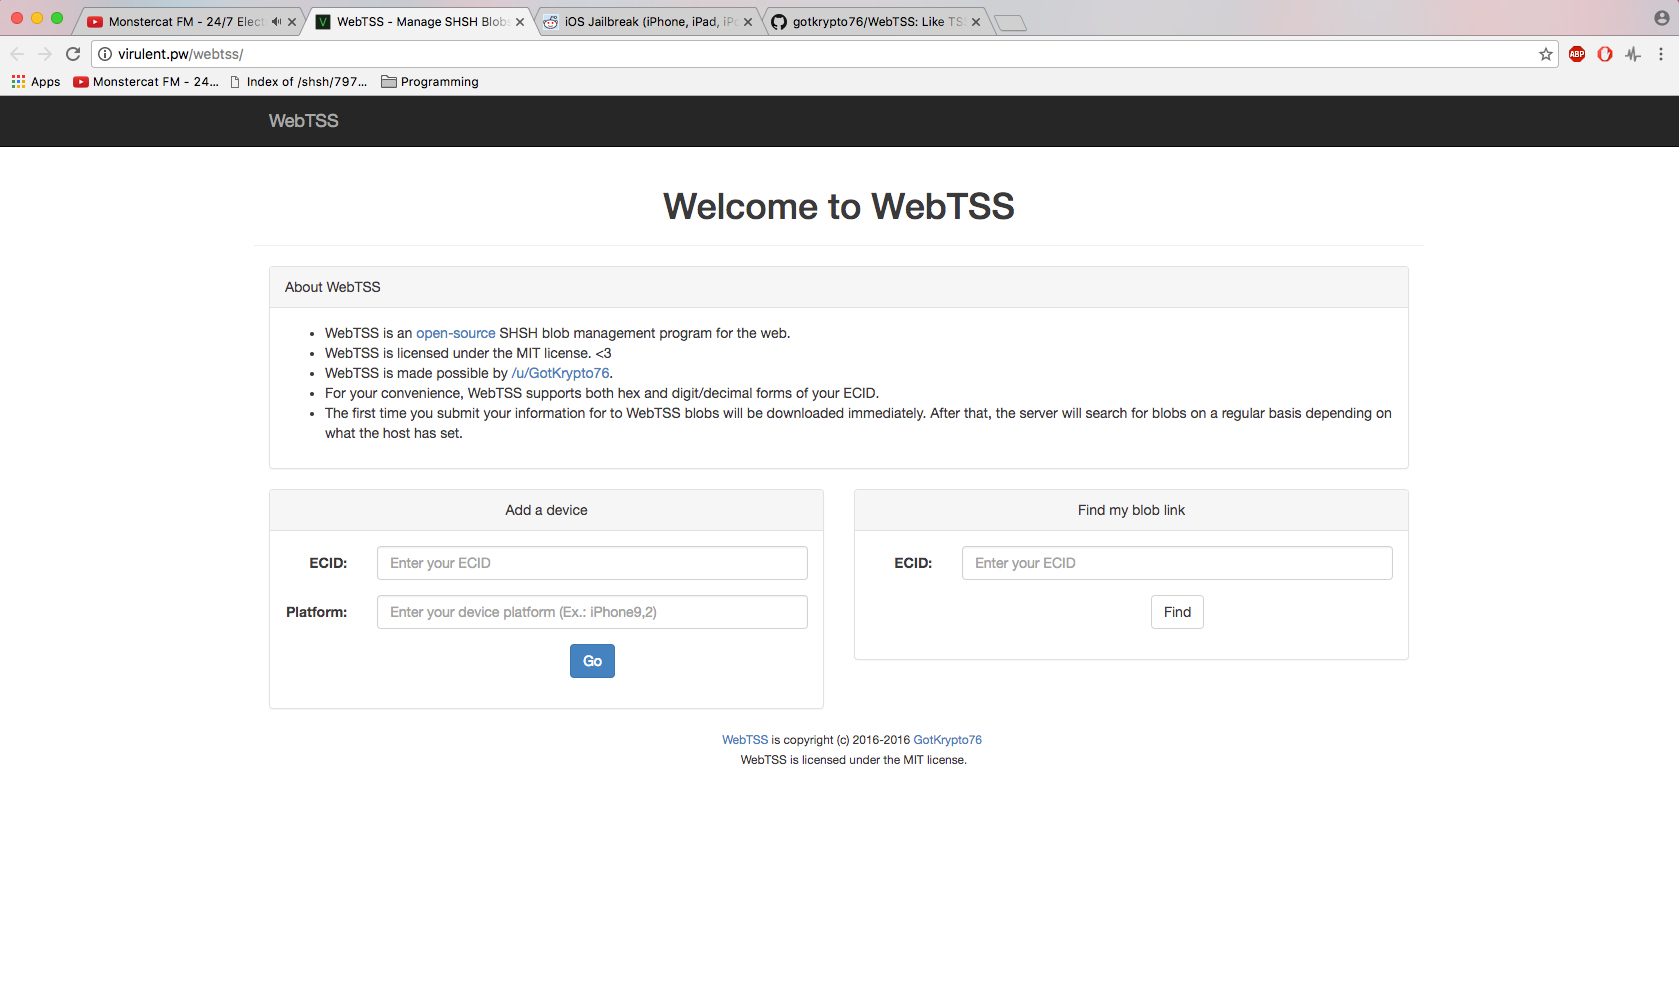 Monstercat FM - 24/7 Elect
WebTSS - Manage SHSH Blobs
iOS Jailbreak (iPhone, iPad, iPo
gotkrypto76/WebTSS: Like TS
virulent.pw/webtss/
ABP
Apps
Monstercat FM - 24...
Index of /shsh/797...
Programming
WebTSS
Welcome to WebTSS
About WebTSS
• WebTSS is an open-source SHSH blob management program for the web.
• WebTSS is licensed under the MIT license. <3
• WebTSS is made possible by /u/GotKrypto76.
• For your convenience, WebTSS supports both hex and digit/decimal forms of your ECID.
• The first time you submit your information for to WebTSS blobs will be downloaded immediately. After that, the server will search for blobs on a regular basis depending on
what the host has set.
Add a device
ECID: Enter your ECID
Platform: Enter your device platform (Ex.: iPhone9,2)
Go
Find my blob link
ECID: Enter your ECID
Find
WebTSS is copyright (c) 2016-2016 GotKrypto76
WebTSS is licensed under the MIT license.